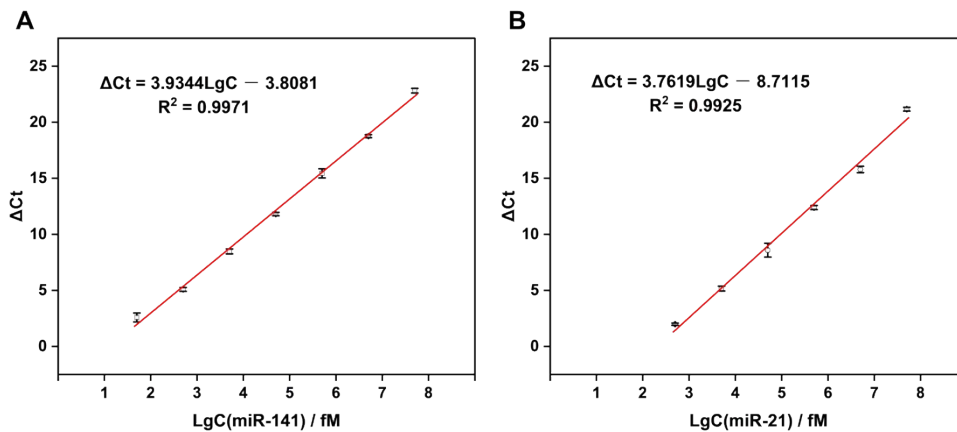 A
ΔCt = 3.9344LgC − 3.8081
R² = 0.9971
25
20
15
10
5
0
ΔCt
1 2 3 4 5 6 7 8
LgC(miR-141) / fM
B
ΔCt = 3.7619LgC − 8.7115
R² = 0.9925
25
20
15
10
5
0
ΔCt
1 2 3 4 5 6 7 8
LgC(miR-21) / fM